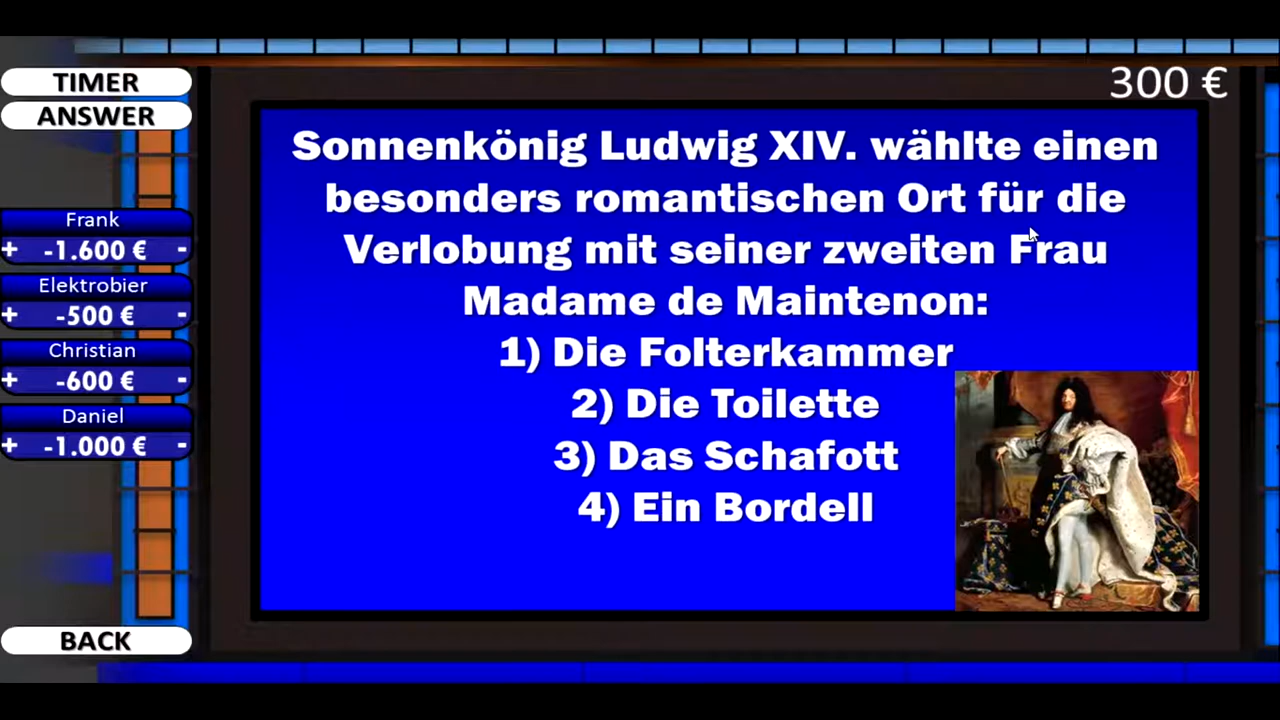 TIMER
ANSWER
300 €
Sonnenkönig Ludwig XIV. wählte einen
besonders romantischen Ort für die
Verlobung mit seiner zweiten Frau
Madame de Maintenon:
1) Die Folterkammer
2) Die Toilette
3) Das Schafott
4) Ein Bordell
Frank
+ -1.600 € -
Elektrobier
+ -500 € -
Christian
+ -600 € -
Daniel
+ -1.000 € -
BACK